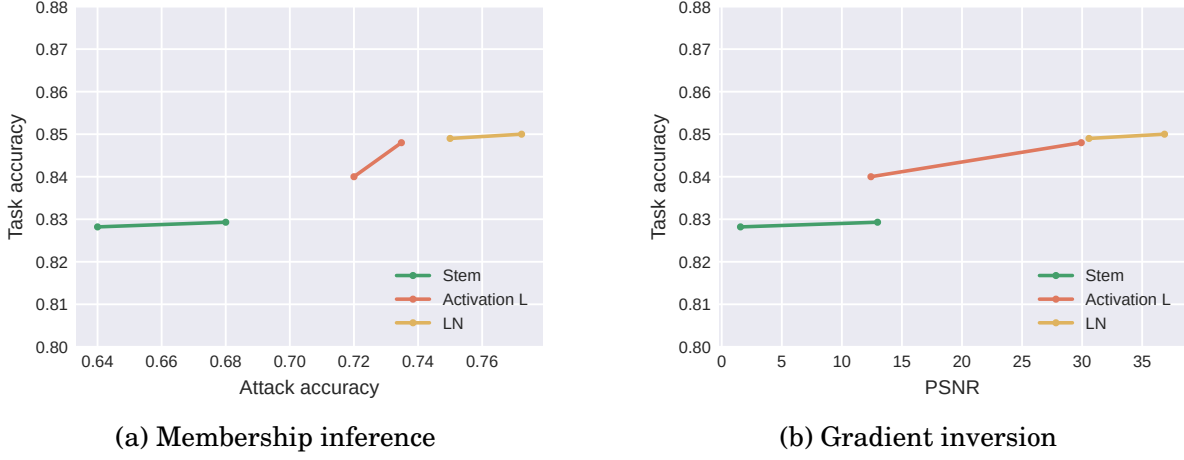 0.88
0.87
0.86
0.85
0.84
0.83
0.82
0.81
0.80
Task accuracy
0.64 0.66 0.68 0.70 0.72 0.74 0.76
Attack accuracy
Stem
Activation L
LN
(a) Membership inference
0.88
0.87
0.86
0.85
0.84
0.83
0.82
0.81
0.80
Task accuracy
0 5 10 15 20 25 30 35
PSNR
Stem
Activation L
LN
(b) Gradient inversion